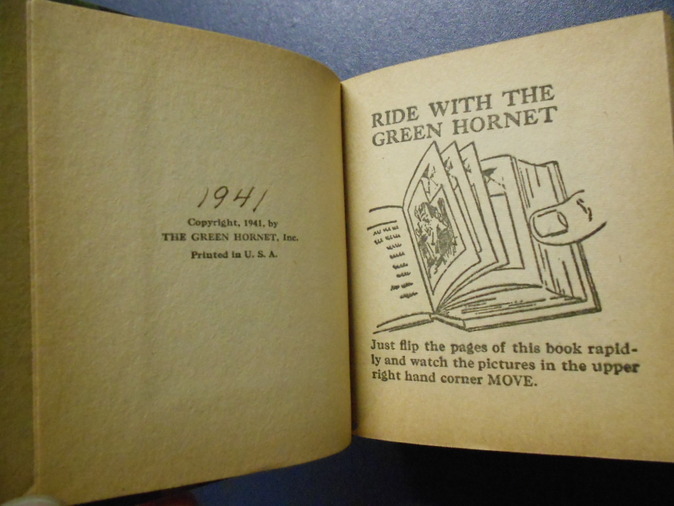 1941
Copyright, 1941, by
THE GREEN HORNET, Inc.
Printed in U. S. A.
RIDE WITH THE
GREEN HORNET
Just flip the pages of this book rapid-
ly and watch the pictures in the upper
right hand corner MOVE.